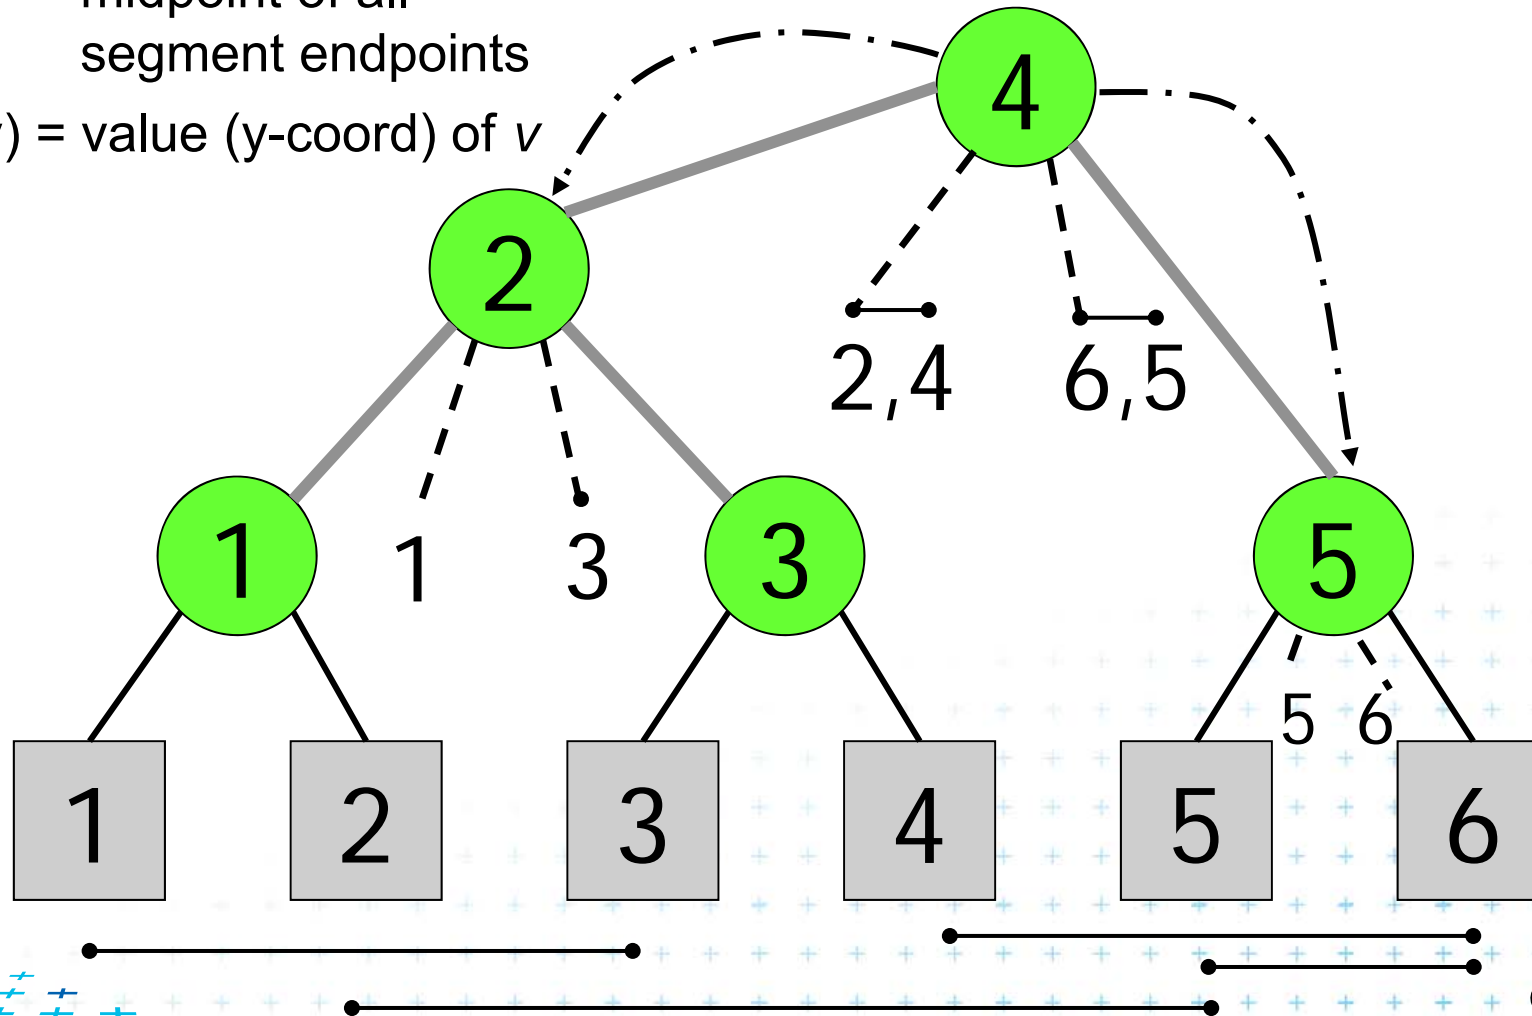 segment endpoints
) = value (y-coord) of v
4
2
2,4 6,5
1 1 3 3 5
5 6
1 2 3 4 5 6